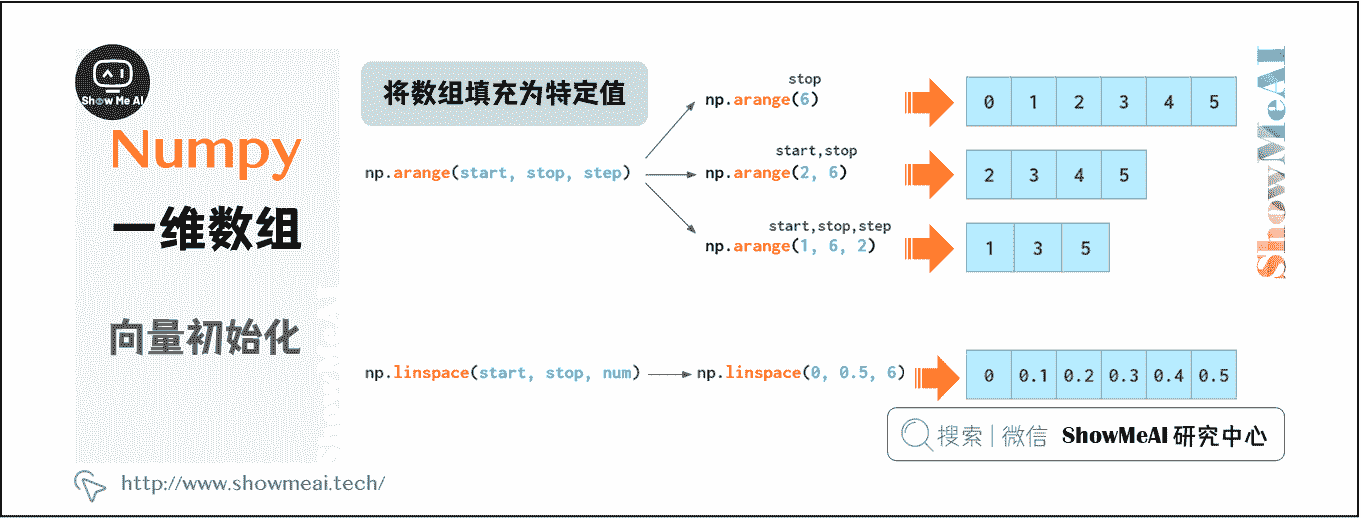 Show Me AI
Numpy
一维数组
向量初始化
将数组填充为特定值
np.arange(start, stop, step)
stop
np.arange(6)
0 1 2 3 4 5
start,stop
np.arange(2, 6)
2 3 4 5
start,stop,step
np.arange(1, 6, 2)
1 3 5
np.linspace(start, stop, num)
np.linspace(0, 0.5, 6)
0 0.1 0.2 0.3 0.4 0.5
ShowMeAI
搜索 | 微信 ShowMeAI 研究中心
http://www.showmeai.tech/